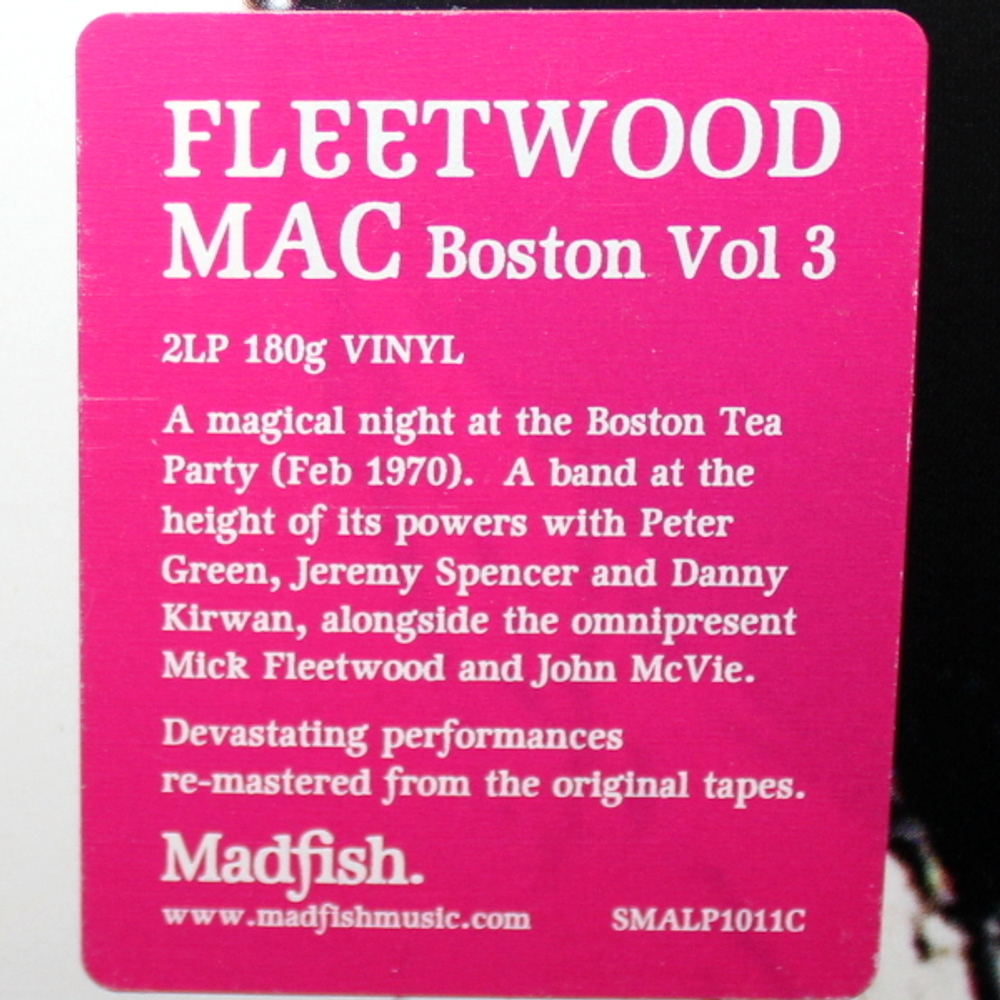 FLEETWOOD
MAC Boston Vol 3
2LP 180g VINYL
A magical night at the Boston Tea
Party (Feb 1970). A band at the
height of its powers with Peter
Green, Jeremy Spencer and Danny
Kirwan, alongside the omnipresent
Mick Fleetwood and John McVie.
Devastating performances
re-mastered from the original tapes.
Madfish.
www.madfishmusic.com SMALP1011C